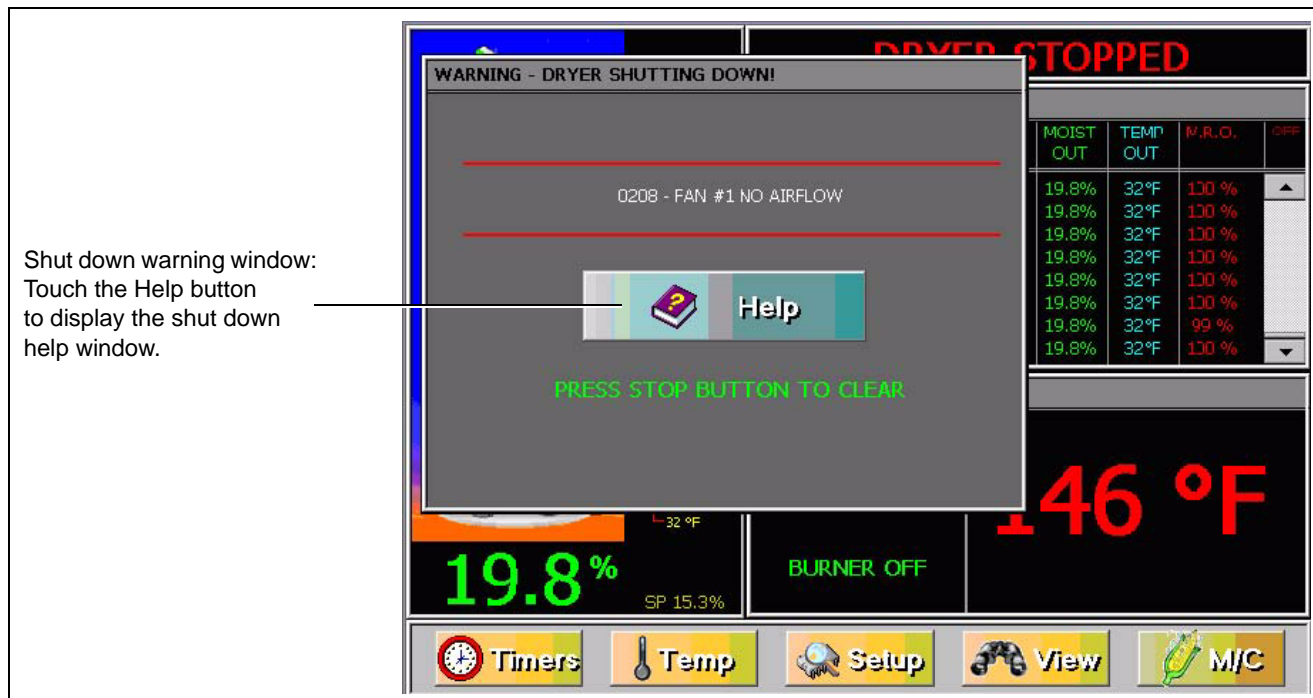 Shut down warning window:
Touch the Help button
to display the shut down
help window.
STOPPED
WARNING - DRYER SHUTTING DOWN!
0208 - FAN #1 NO AIRFLOW
Help
PRESS STOP BUTTON TO CLEAR
MOIST OUT TEMP OUT M.R.O. OFF
19.8% 32°F 100 %
19.8% 32°F 100 %
19.8% 32°F 100 %
19.8% 32°F 100 %
19.8% 32°F 100 %
19.8% 32°F 100 %
19.8% 32°F 99 %
19.8% 32°F 100 %
146 °F
32 °F
19.8%
SP 15.3%
BURNER OFF
Timers Temp Setup View M/C